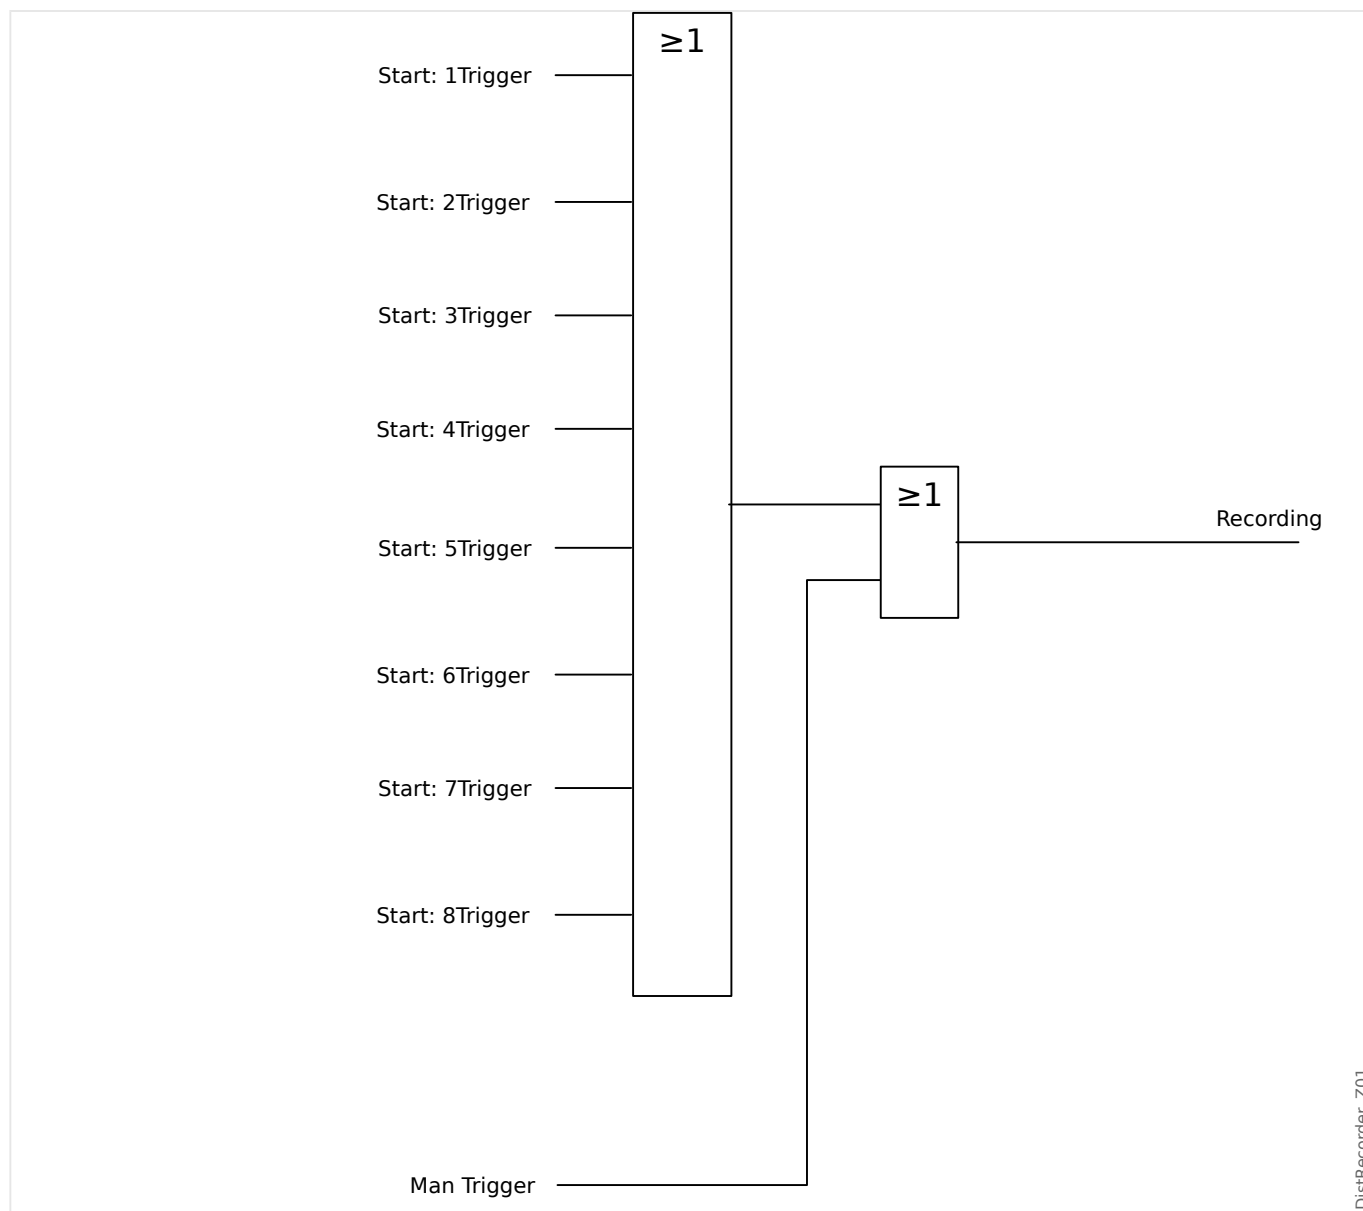 ≥1
Start: 1Trigger
Start: 2Trigger
Start: 3Trigger
Start: 4Trigger
≥1
Recording
Start: 5Trigger
Start: 6Trigger
Start: 7Trigger
Start: 8Trigger
Man Trigger
DistRecorder_Z01